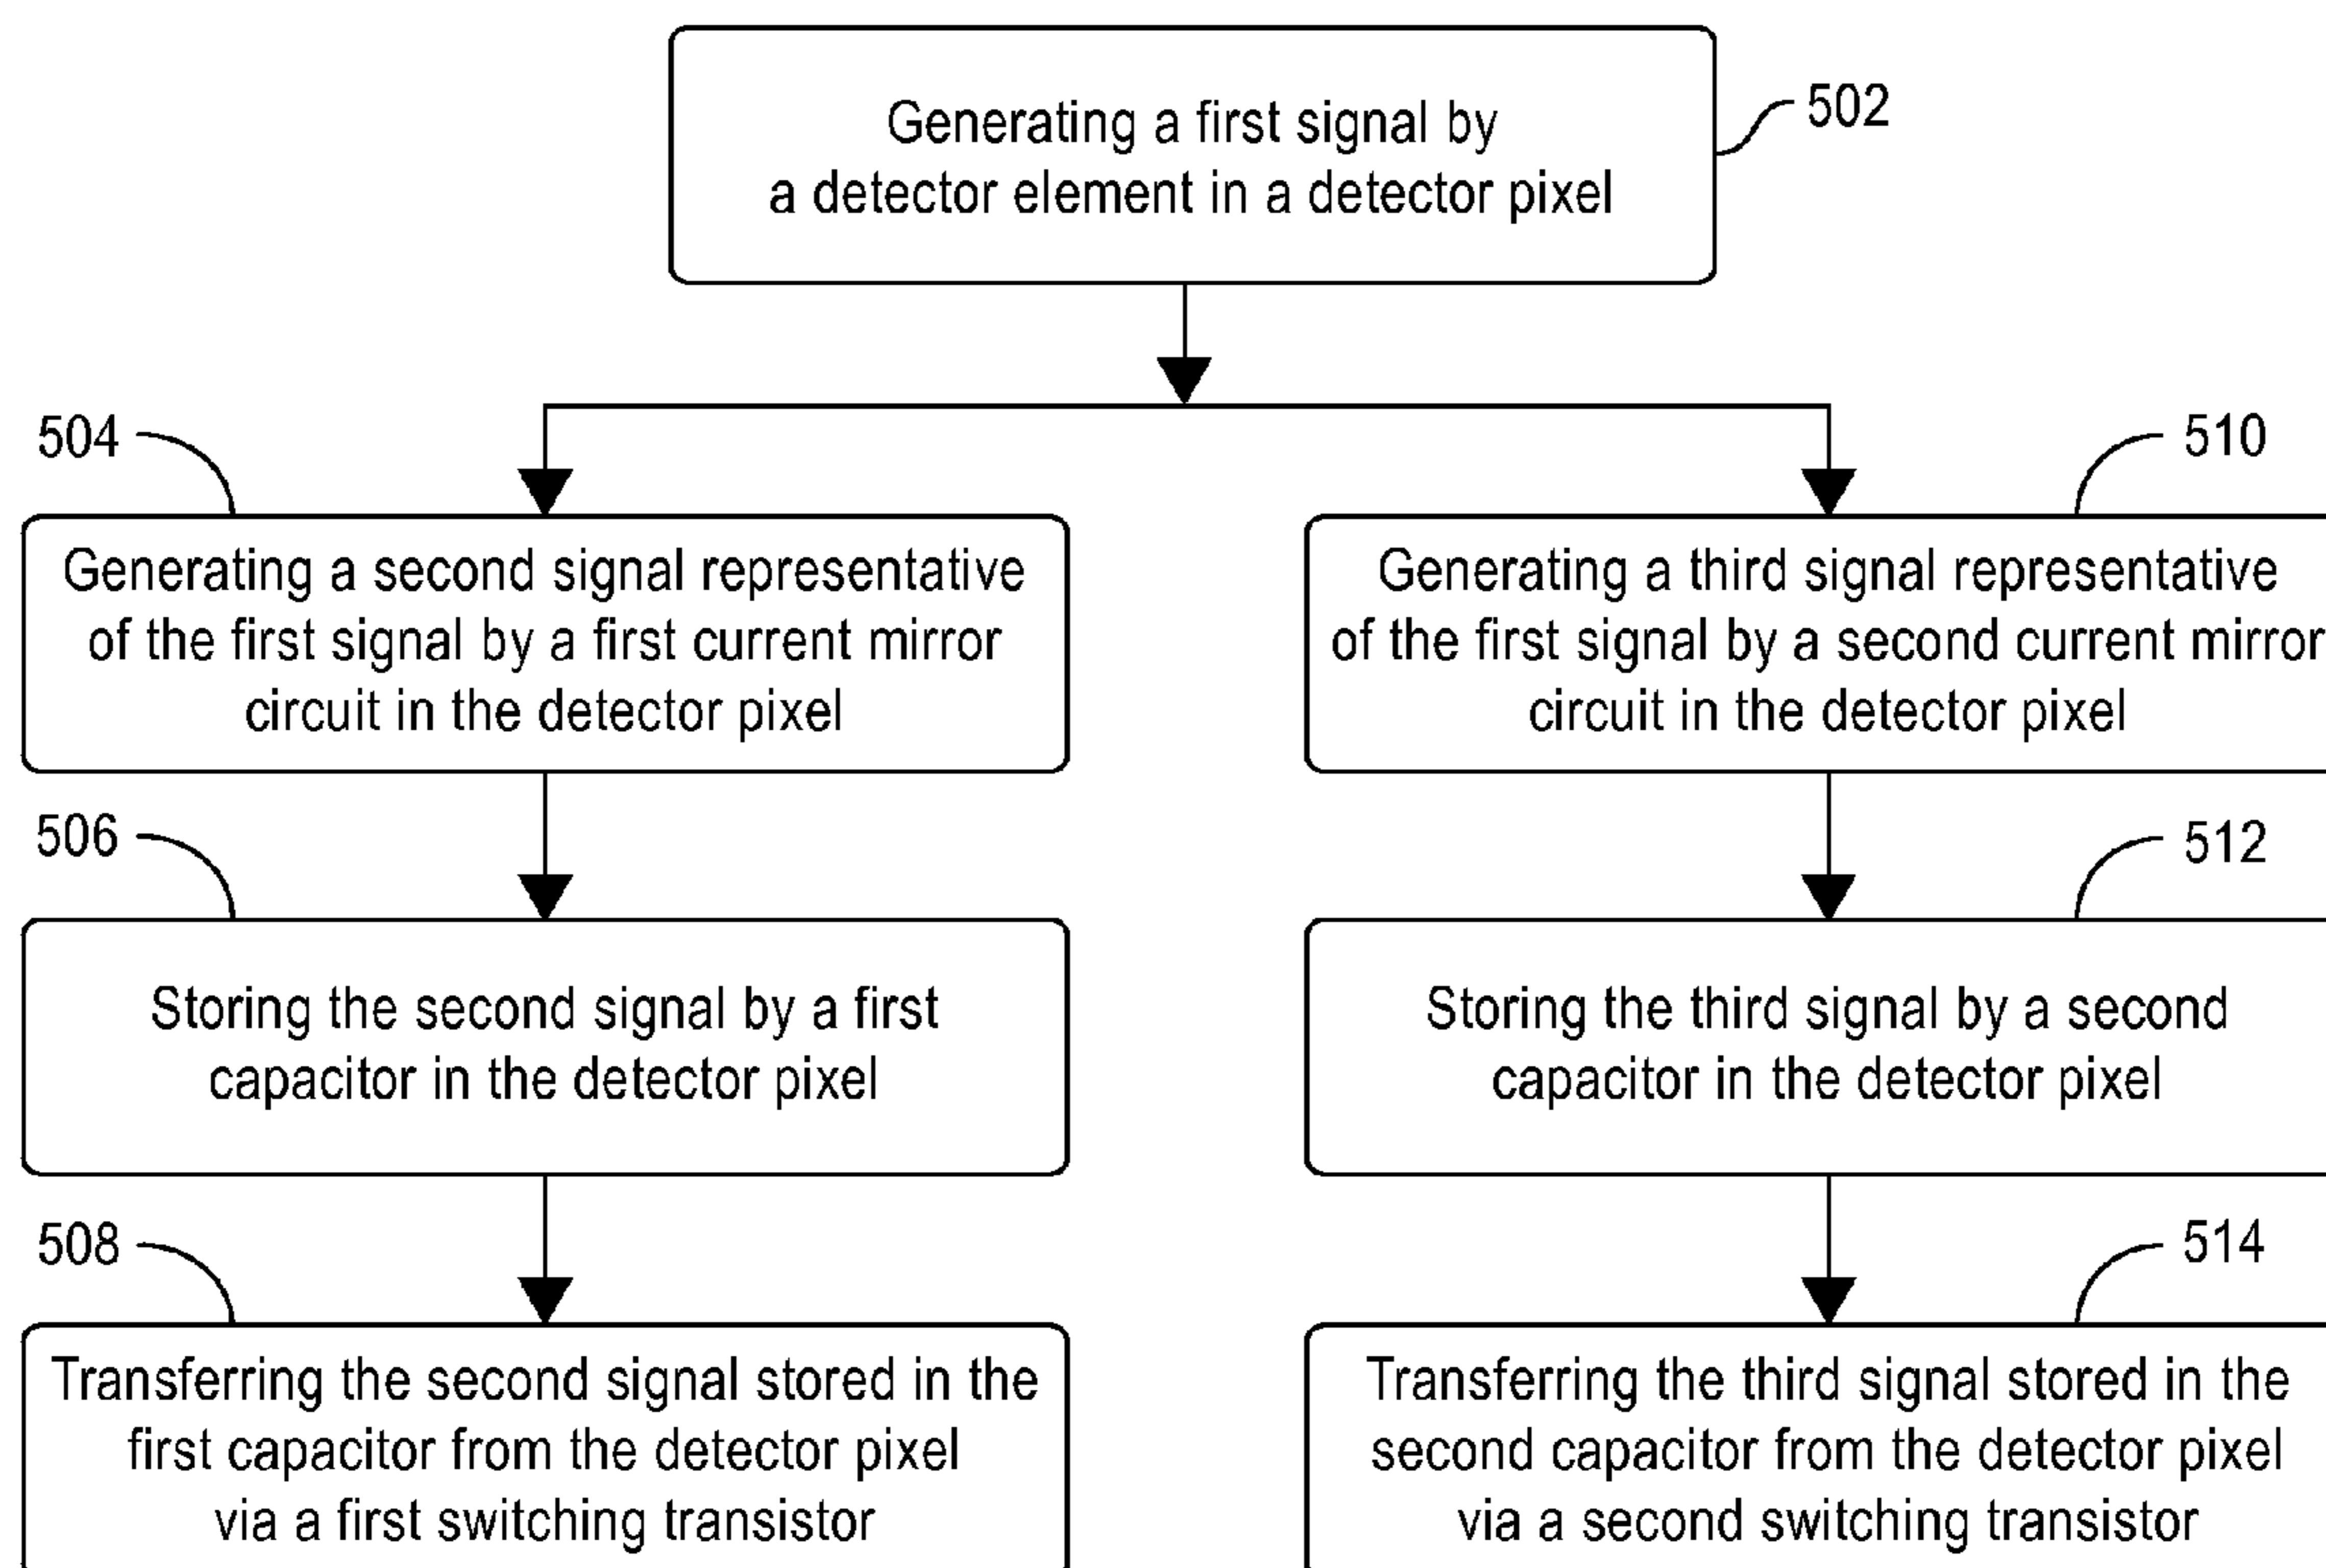 Generating a first signal by
a detector element in a detector pixel
502
504
Generating a second signal representative
of the first signal by a first current mirror
circuit in the detector pixel
510
Generating a third signal representative
of the first signal by a second current mirror
circuit in the detector pixel
506
Storing the second signal by a first
capacitor in the detector pixel
512
Storing the third signal by a second
capacitor in the detector pixel
508
Transferring the second signal stored in the
first capacitor from the detector pixel
via a first switching transistor
514
Transferring the third signal stored in the
second capacitor from the detector pixel
via a second switching transistor